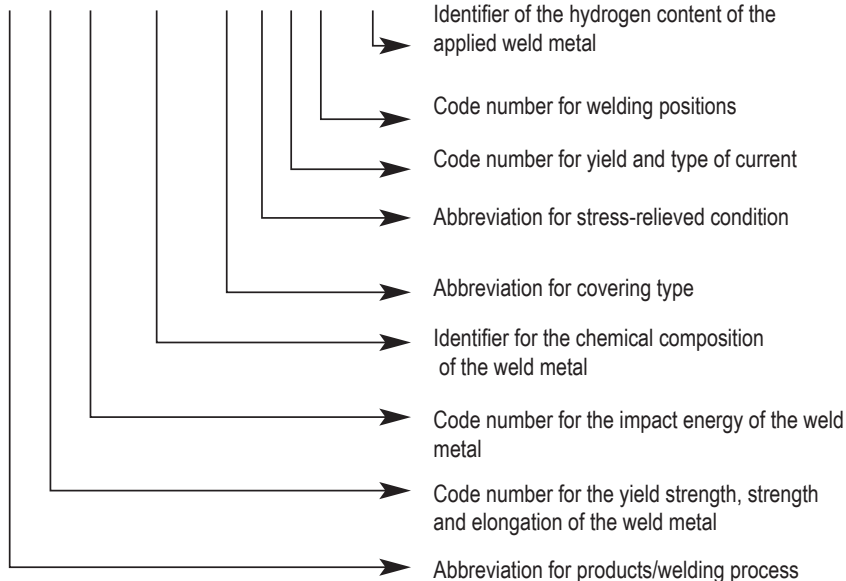 Identifier of the hydrogen content of the
applied weld metal
Code number for welding positions
Code number for yield and type of current
Abbreviation for stress-relieved condition
Abbreviation for covering type
Identifier for the chemical composition
of the weld metal
Code number for the impact energy of the weld
metal
Code number for the yield strength, strength
and elongation of the weld metal
Abbreviation for products/welding process